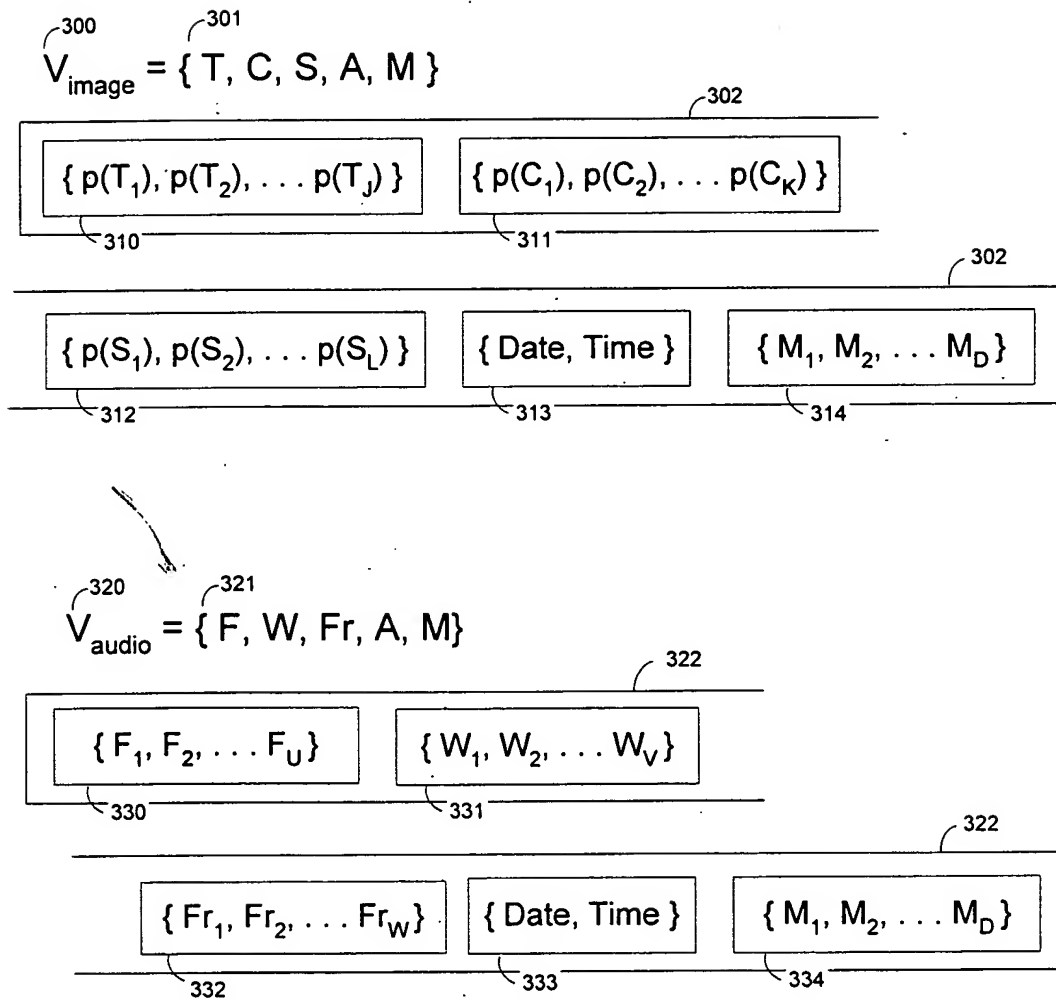 300 301
V_image = { T, C, S, A, M }
302
{ p(T_1), p(T_2), . . . p(T_J) } { p(C_1), p(C_2), . . . p(C_K) }
310 311
302
{ p(S_1), p(S_2), . . . p(S_L) } { Date, Time } { M_1, M_2, . . . M_D }
312 313 314
320 321
V_audio = { F, W, Fr, A, M}
322
{ F_1, F_2, . . . F_U } { W_1, W_2, . . . W_V }
330 331
322
{ Fr_1, Fr_2, . . . Fr_W } { Date, Time } { M_1, M_2, . . . M_D }
332 333 334